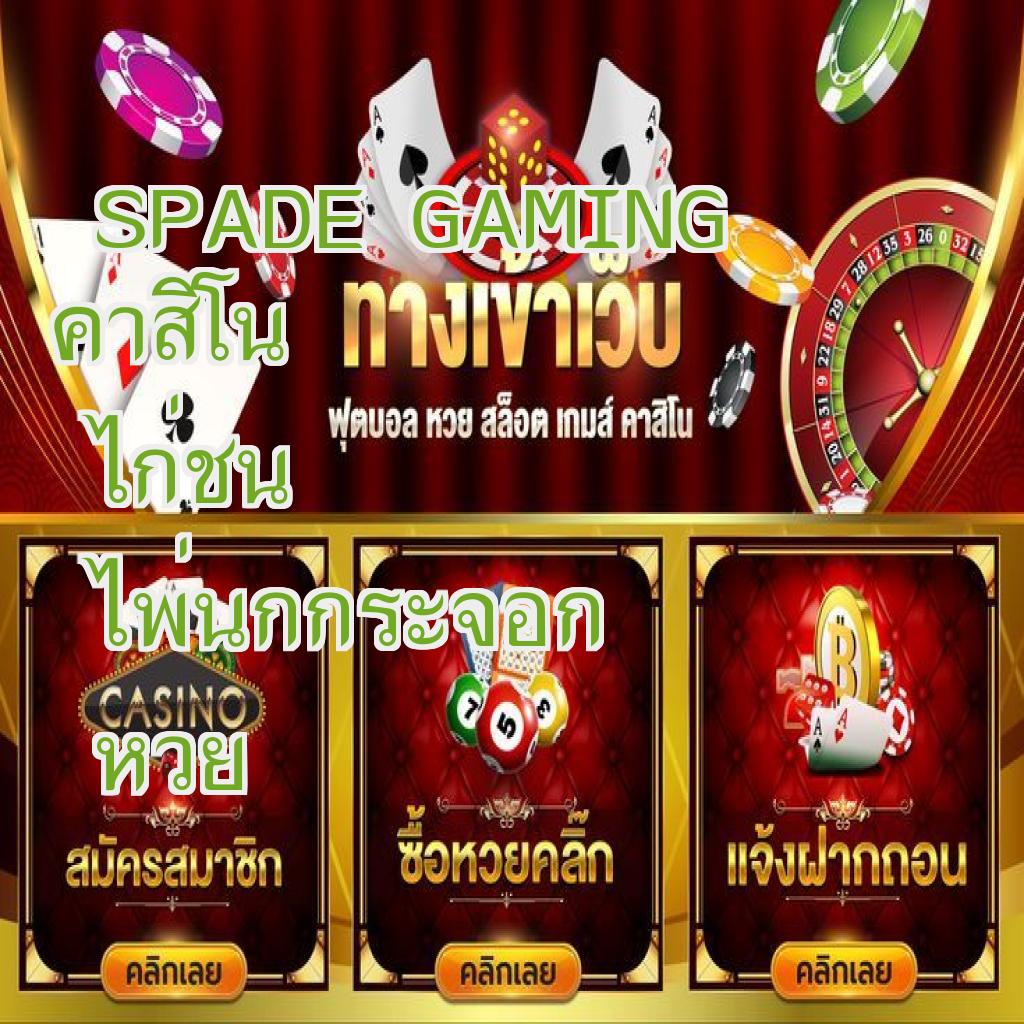 SPADE GAMING
คาสิโน
ทางเข้าเว็บ
ฟุตบอล หวย สล็อต เกมส์ คาสิโน
ไก่ชน
ไพ่นกกระจอก
CASINO
หวย
7 5 3
สมัครสมาชิก
ซื้อหวยคลิ๊ก
แจ้งฝากถอน
คลิกเลย
คลิกเลย
คลิกเลย